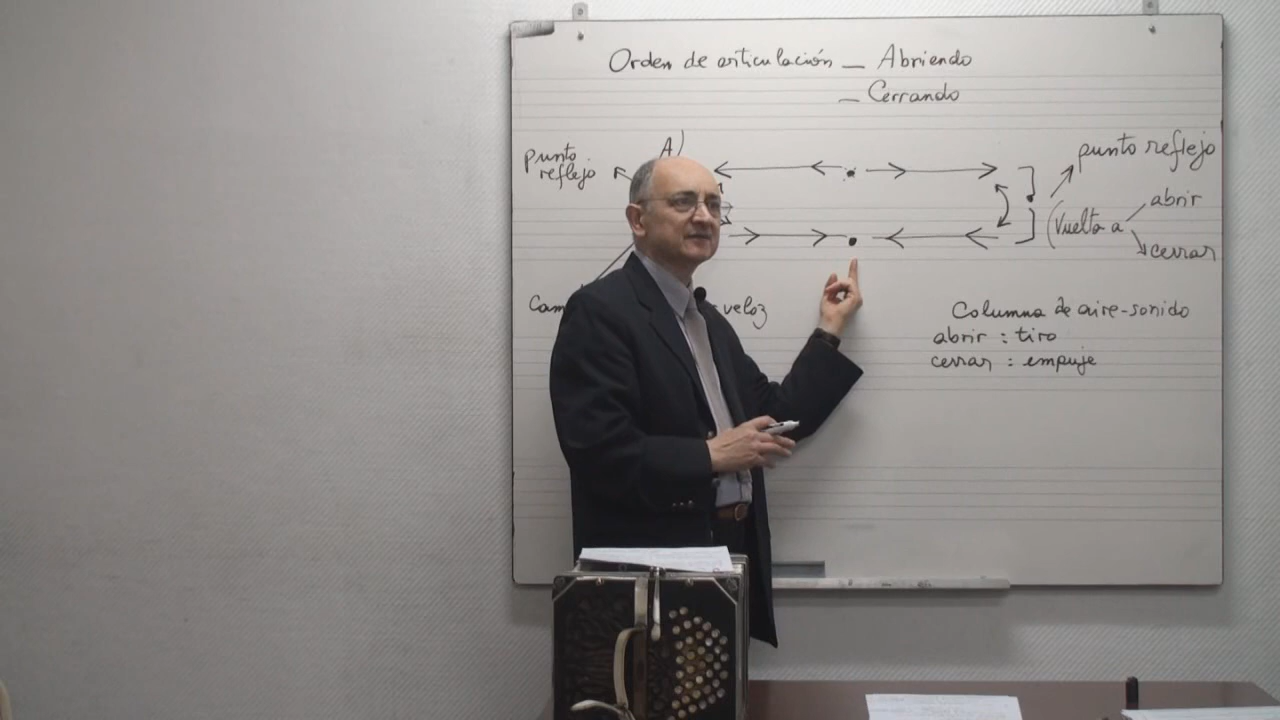 Orden de articulación — Abriendo
— Cerrando
A)
punto
reflejo
punto reflejo
(Vuelta a
abrir
cerrar
veloz
Columna de aire-sonido
abrir : tiro
cerrar : empuje